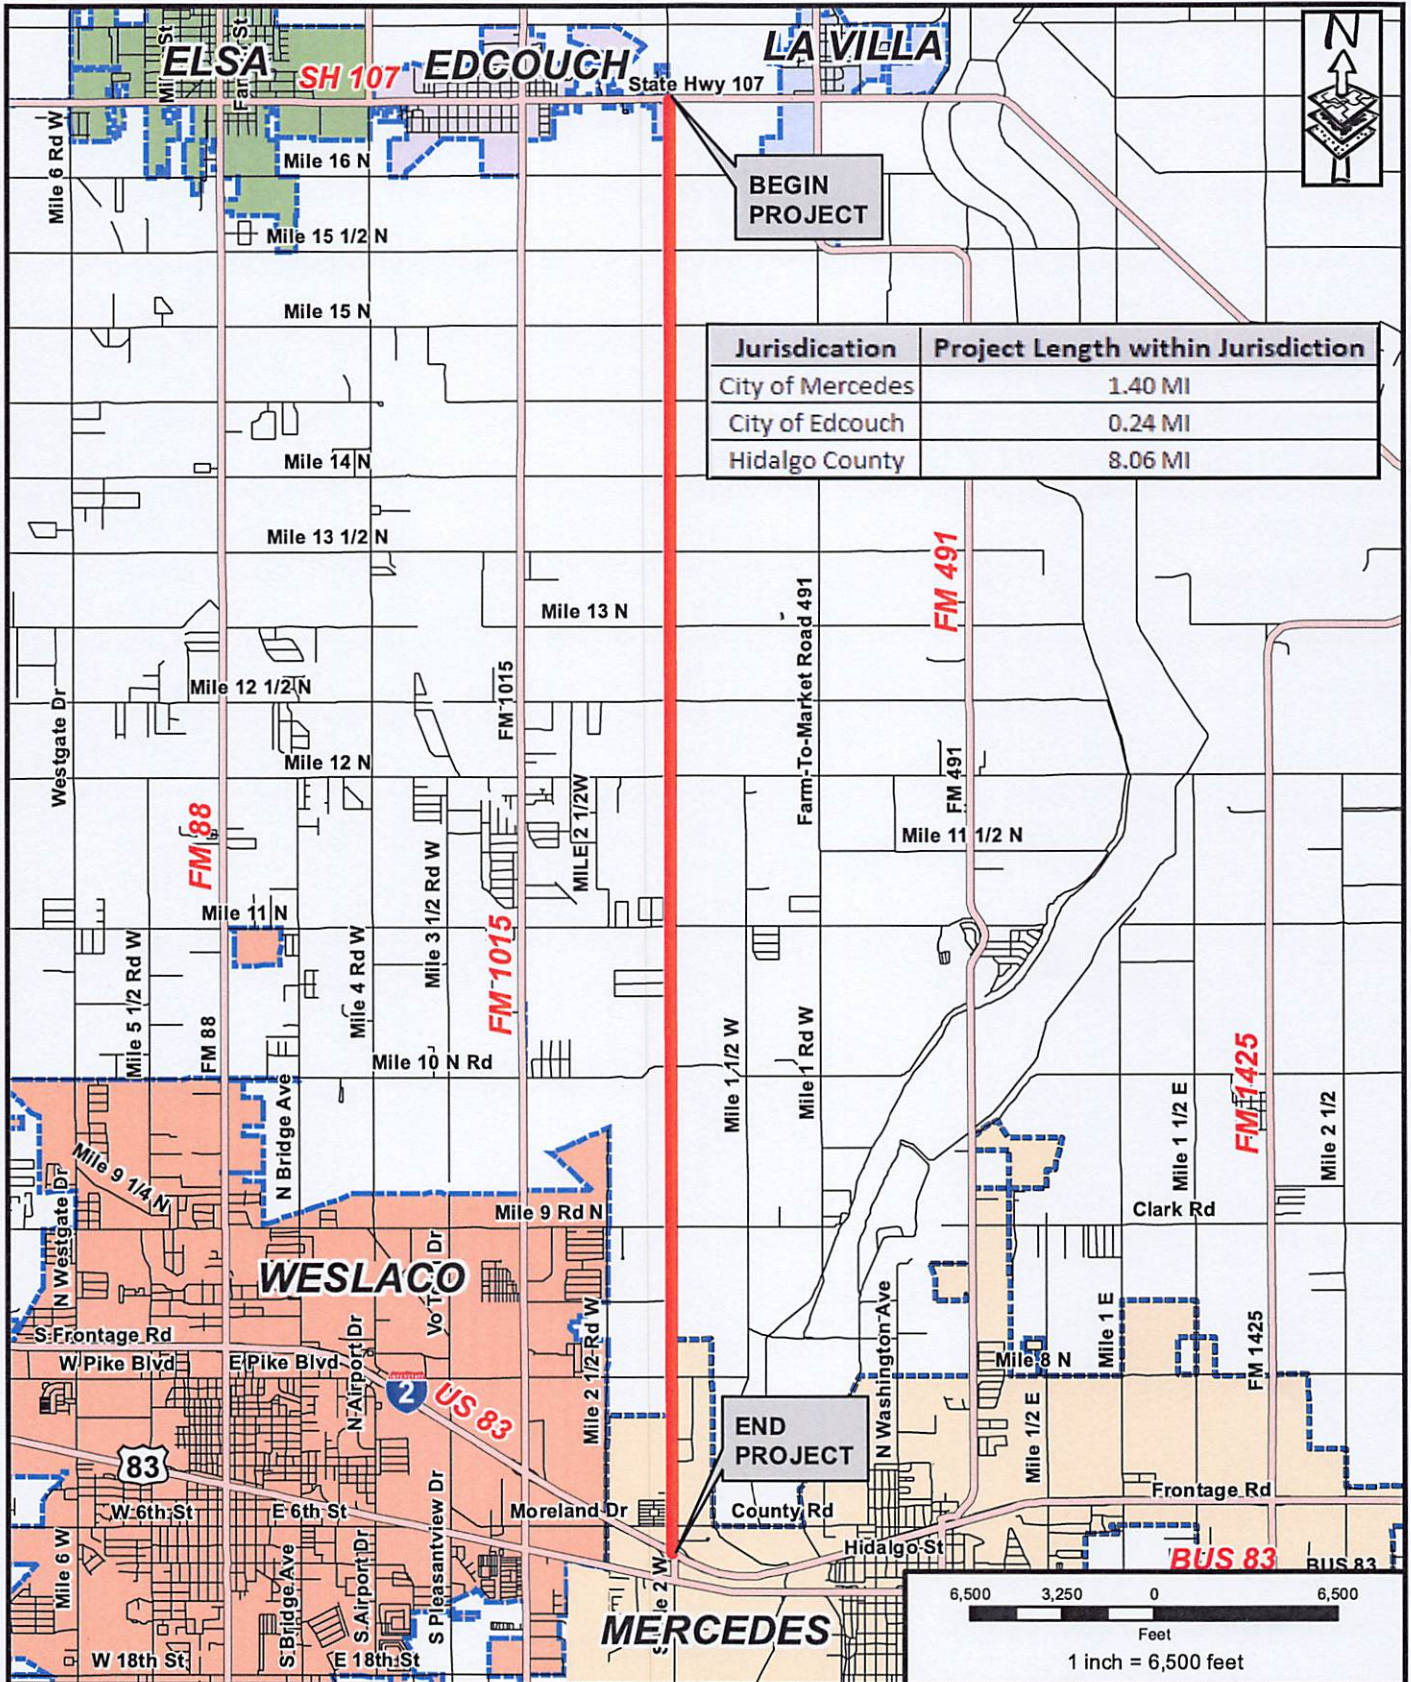 ELSA
EDCOUCH
LA VILLA
SH 107
State Hwy 107
N
Mile 6 Rd W
Mile 16 N
BEGIN
PROJECT
Mile 15 1/2 N
Mile 15 N
Jurisdication Project Length within Jurisdiction
City of Mercedes 1.40 MI
City of Edcouch 0.24 MI
Hidalgo County 8.06 MI
Mile 14 N
Mile 13 1/2 N
FM 491
Mile 13 N
Farm-To-Market Road 491
Westgate Dr
Mile 12 1/2 N
FM 1015
Mile 12 N
FM 491
MILE 2 1/2W
FM 88
Mile 11 1/2 N
Mile 3 1/2 Rd W
Mile 11 N
FM 1015
Mile 5 1/2 Rd W
Mile 4 Rd W
FM 88
Mile 10 N Rd
Mile 1 1/2 W
Mile 1 Rd W
FM 1425
Mile 1 1/2 E
Mile 2 1/2
N Bridge Ave
Mile 9 1/4 N
N Westgate Dr
Mile 9 Rd N
Clark Rd
WESLACO
Dr
S Frontage Rd
W Pike Blvd
E Pike Blvd
N Airport Dr
Mile 2 1/2 Rd W
N Washington Ave
Mile 1 E
Mile 8 N
FM 1425
2
US 83
END
PROJECT
Mile 1/2 E
83
W 6th St
E 6th St
Moreland Dr
County Rd
Frontage Rd
Hidalgo St
BUS 83
BUS 83
Mile 6 W
S Bridge Ave
S Airport Dr
S Pleasantview Dr
MERCEDES
W 18th St
E 18th St
6,500 3,250 0 6,500
Feet
1 inch = 6,500 feet